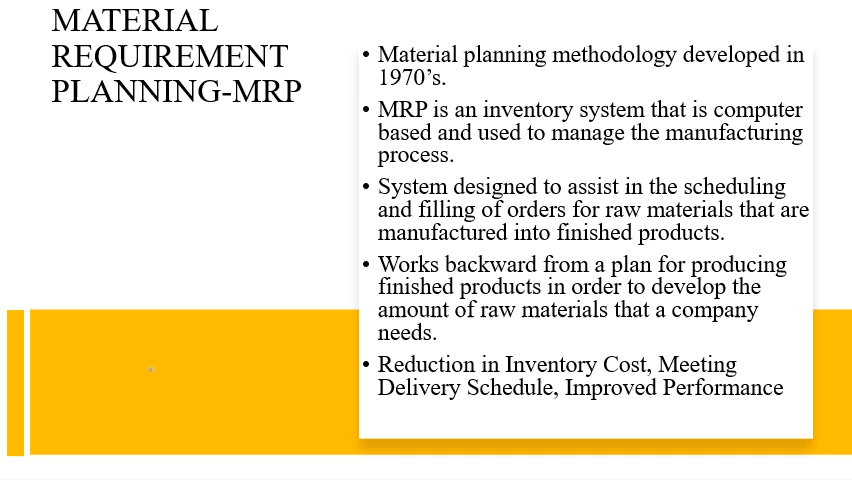 MATERIAL
REQUIREMENT
PLANNING-MRP
• Material planning methodology developed in
1970’s.
• MRP is an inventory system that is computer
based and used to manage the manufacturing
process.
• System designed to assist in the scheduling
and filling of orders for raw materials that are
manufactured into finished products.
• Works backward from a plan for producing
finished products in order to develop the
amount of raw materials that a company
needs.
• Reduction in Inventory Cost, Meeting
Delivery Schedule, Improved Performance